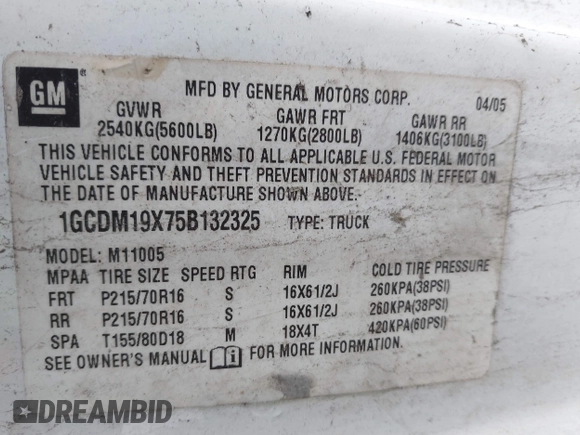 GM
MFD BY GENERAL MOTORS CORP. 04/05
GVWR GAWR FRT GAWR RR
2540KG(5600LB) 1270KG(2800LB) 1406KG(3100LB)
THIS VEHICLE CONFORMS TO ALL APPLICABLE U.S. FEDERAL MOTOR
VEHICLE SAFETY AND THEFT PREVENTION STANDARDS IN EFFECT ON
THE DATE OF MANUFACTURE SHOWN ABOVE.
1GCDM19X75B132325 TYPE: TRUCK
MODEL: M11005
MPAA TIRE SIZE SPEED RTG RIM COLD TIRE PRESSURE
FRT P215/70R16 S 16X61/2J 260KPA(38PSI)
RR P215/70R16 S 16X61/2J 260KPA(38PSI)
SPA T155/80D18 M 18X4T 420KPA(60PSI)
SEE OWNER'S MANUAL i FOR MORE INFORMATION.
DREAMBID